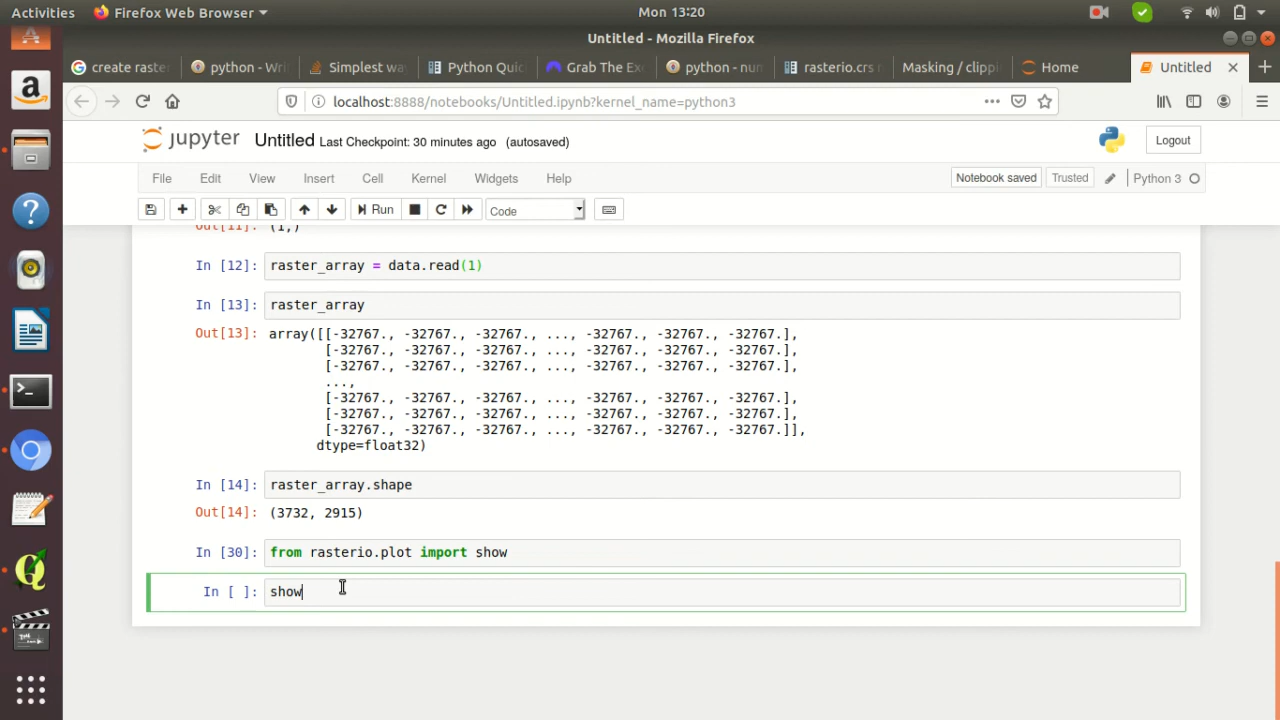 Activities Firefox Web Browser Mon 13:20
Untitled - Mozilla Firefox
create raste python - Wri Simplest wa Python Quic Grab The Exc python - nun rasterio.crs m Masking / clippi Home Untitled
localhost:8888/notebooks/Untitled.ipynb?kernel_name=python3
jupyter Untitled Last Checkpoint: 30 minutes ago (autosaved) Logout
File Edit View Insert Cell Kernel Widgets Help Notebook saved Trusted Python 3
Run Code
Out[11]: (1,)
In [12]: raster_array = data.read(1)
In [13]: raster_array
Out[13]: array([[-32767., -32767., -32767., ..., -32767., -32767., -32767.],
[-32767., -32767., -32767., ..., -32767., -32767., -32767.],
[-32767., -32767., -32767., ..., -32767., -32767., -32767.],
...,
[-32767., -32767., -32767., ..., -32767., -32767., -32767.],
[-32767., -32767., -32767., ..., -32767., -32767., -32767.],
[-32767., -32767., -32767., ..., -32767., -32767., -32767.]],
dtype=float32)
In [14]: raster_array.shape
Out[14]: (3732, 2915)
In [30]: from rasterio.plot import show
In [ ]: show